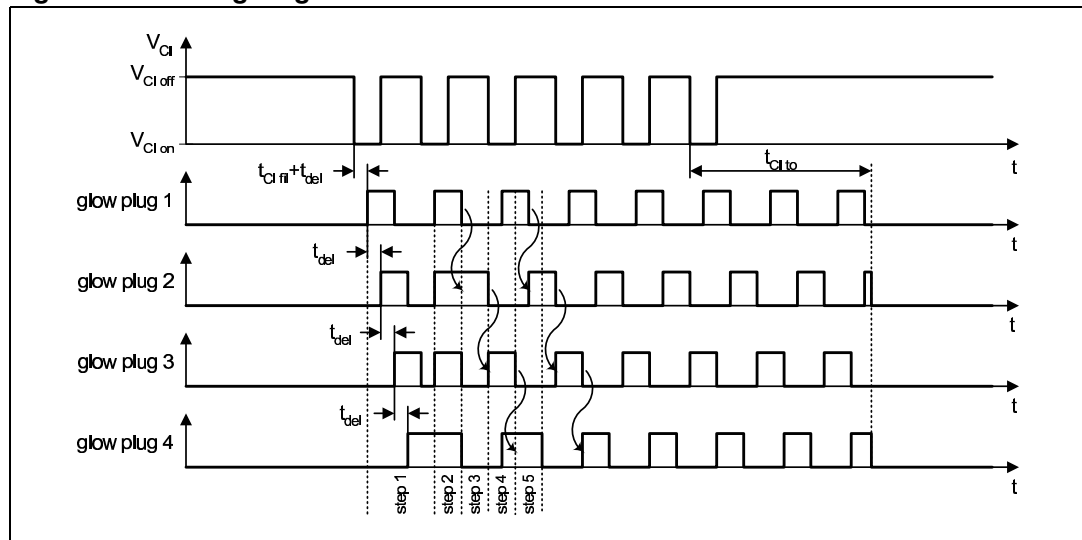 V_CI
V_CI off
V_CI on
t_CI fil+t_del
t_CI to
t
glow plug 1
t
t_del
glow plug 2
t
t_del
glow plug 3
t
t_del
glow plug 4
t
step 1
step 2
step 3
step 4
step 5